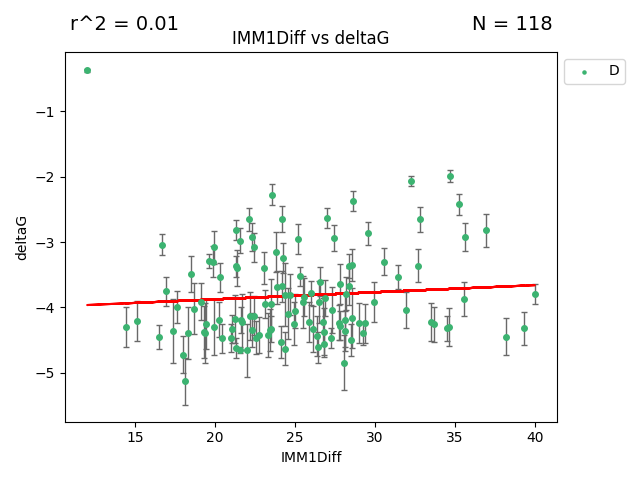 r^2 = 0.01 N = 118
IMM1Diff vs deltaG
D
−1
−2
−3
−4
−5
deltaG
15 20 25 30 35 40
IMM1Diff